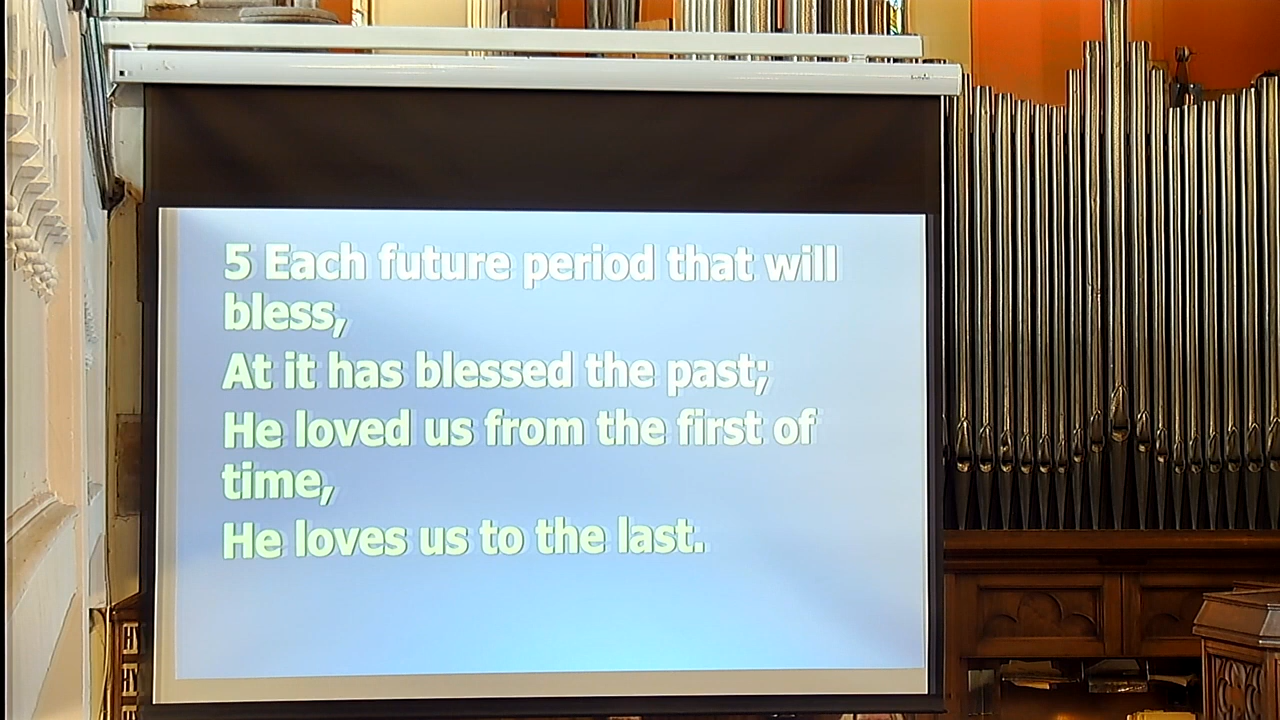 5 Each future period that will
bless,
At it has blessed the past;
He loved us from the first of
time,
He loves us to the last.